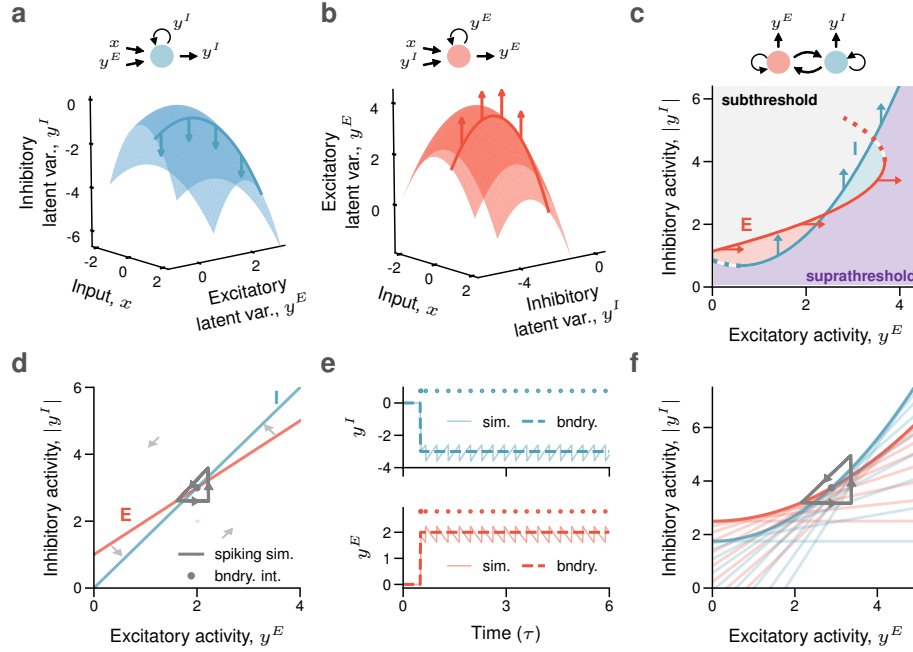 a
y^I
x
y^E
y^I
Inhibitory
latent var., y^I
0
-2
-4
-6
-2
0
2
Input, x
0
2
Excitatory
latent var., y^E
b
y^E
x
y^I
y^E
Excitatory
latent var., y^E
4
2
0
-2
0
2
Input, x
-4
0
Inhibitory
latent var., y^I
c
y^E
y^I
subthreshold
I
E
suprathreshold
Inhibitory activity, |y^I|
6
4
2
0
0
2
4
Excitatory activity, y^E
d
I
E
spiking sim.
bndry. int.
Inhibitory activity, |y^I|
6
4
2
0
0
2
4
Excitatory activity, y^E
e
y^I
0
-2
-4
sim.
bndry.
y^E
2
1
0
sim.
bndry.
0
3
6
Time (τ)
f
Inhibitory activity, |y^I|
6
4
2
0
0
2
4
Excitatory activity, y^E